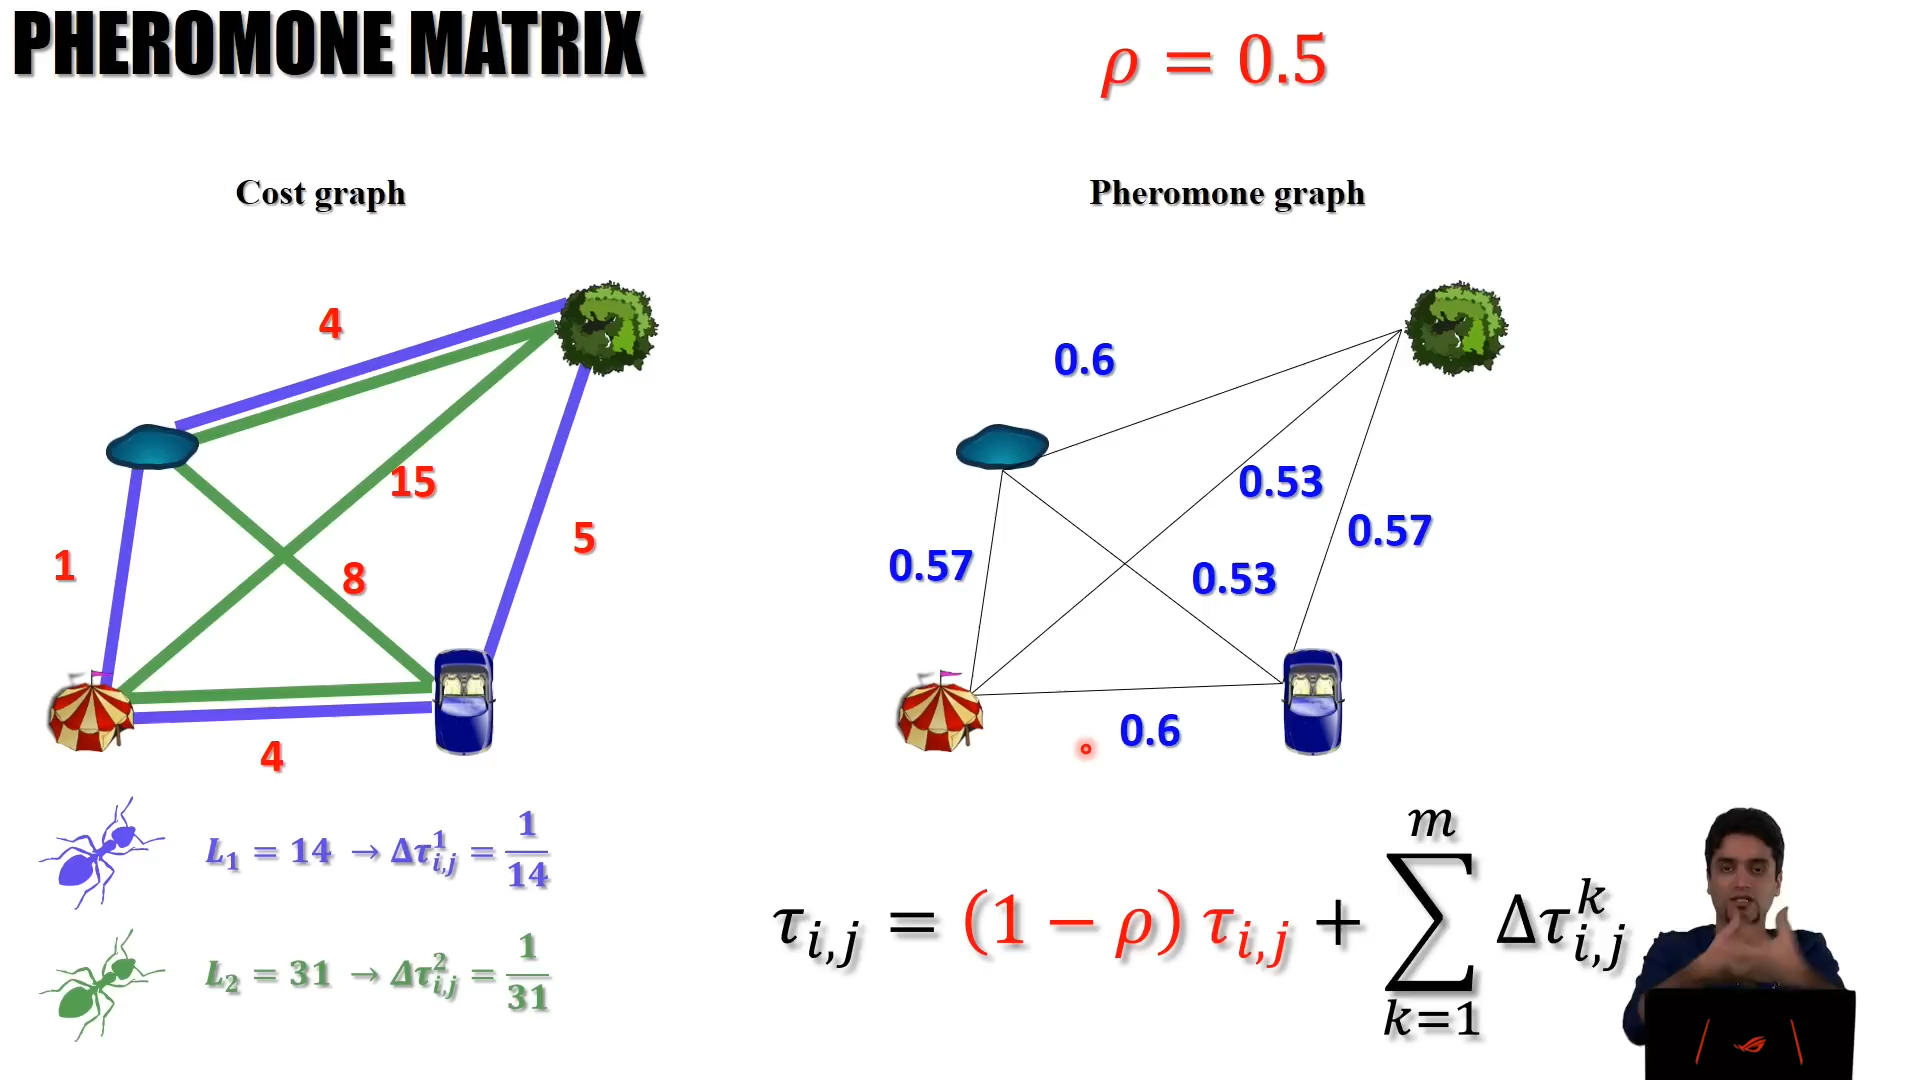 PHEROMONE MATRIX
ρ = 0.5
Cost graph
Pheromone graph
4
15
5
1
8
4
0.6
0.53
0.57
0.57
0.53
0.6
L₁ = 14 → Δτ¹ᵢ,ⱼ = 1/14
L₂ = 31 → Δτ²ᵢ,ⱼ = 1/31
τᵢ,ⱼ = (1 − ρ) τᵢ,ⱼ + ∑ₖ₌₁ᵐ Δτᵏᵢ,ⱼ